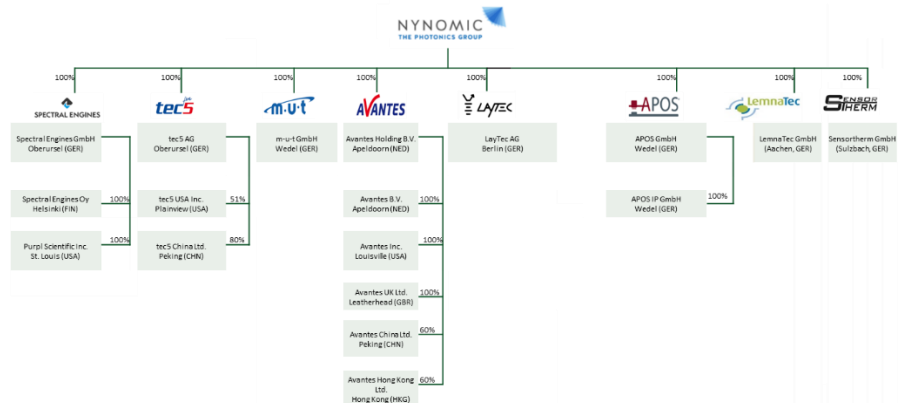 NYNOMIC
THE PHOTONICS GROUP
100% 100% 100% 100% 100% 100% 100% 100%
SPECTRAL ENGINES
tec5
m·u·t
AVANTES
LAYTEC
APOS
LemnaTec
SENSOR
THERM
Spectral Engines GmbH
Oberursel (GER)
tec5 AG
Oberursel (GER)
m-u-t GmbH
Wedel (GER)
Avantes Holding B.V.
Apeldoorn (NED)
LayTec AG
Berlin (GER)
APOS GmbH
Wedel (GER)
LemnaTec GmbH
(Aachen, GER)
Sensortherm GmbH
(Sulzbach, GER)
Spectral Engines Oy
Helsinki (FIN)
100%
tec5 USA Inc.
Plainview (USA)
51%
Avantes B.V.
Apeldoorn (NED)
100%
APOS IP GmbH
Wedel (GER)
100%
Purpl Scientific Inc.
St. Louis (USA)
100%
tec5 China Ltd.
Peking (CHN)
80%
Avantes Inc.
Louisville (USA)
100%
Avantes UK Ltd.
Leatherhead (GBR)
100%
Avantes China Ltd.
Peking (CHN)
60%
Avantes Hong Kong
Ltd.
Hong Kong (HKG)
60%